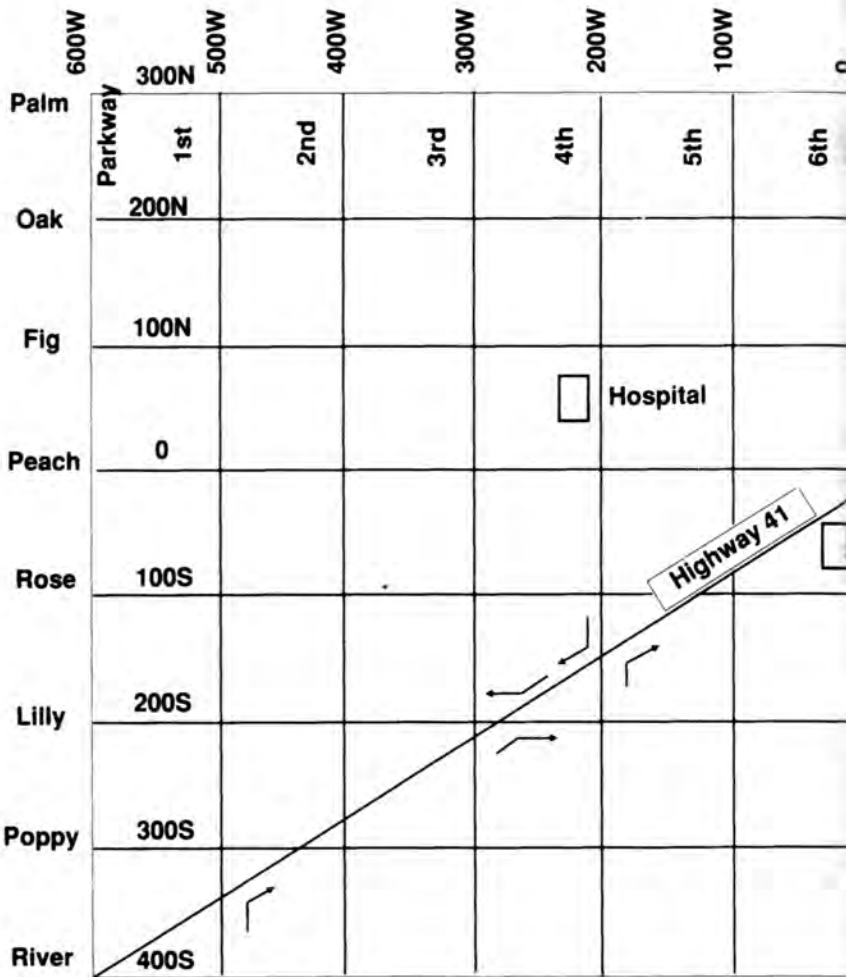 600W
500W
400W
300W
200W
100W
0
Palm
300N
Parkway
1st
2nd
3rd
4th
5th
6th
Oak
200N
Fig
100N
Hospital
Peach
0
Highway 41
Rose
100S
Lilly
200S
Poppy
300S
River
400S